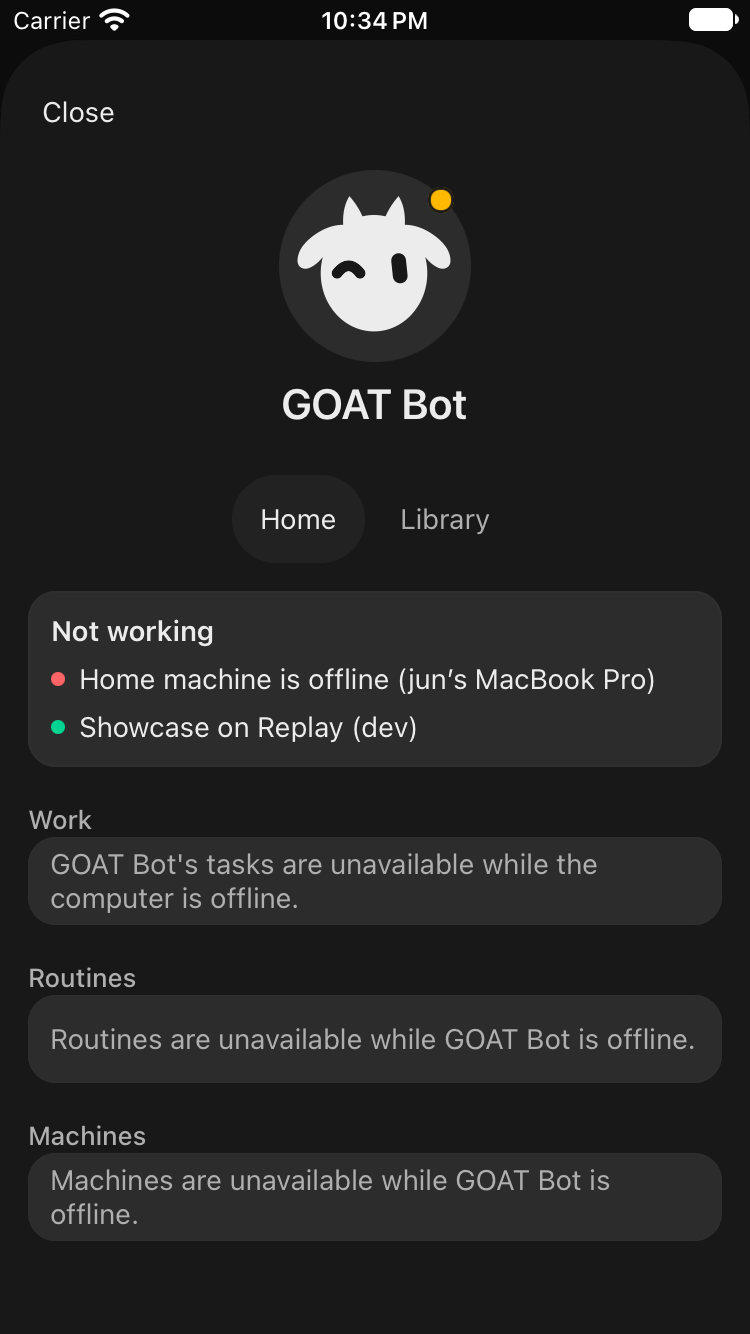 Carrier 10:34 PM
Close
GOAT Bot
Home Library
Not working
Home machine is offline (jun’s MacBook Pro)
Showcase on Replay (dev)
Work
GOAT Bot's tasks are unavailable while the
computer is offline.
Routines
Routines are unavailable while GOAT Bot is offline.
Machines
Machines are unavailable while GOAT Bot is
offline.